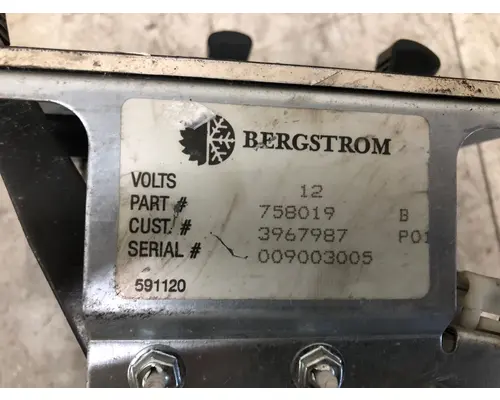 BERGSTROM
VOLTS 12
PART # 758019 B
CUST. # 3967987 P01
SERIAL # 009003005
591120